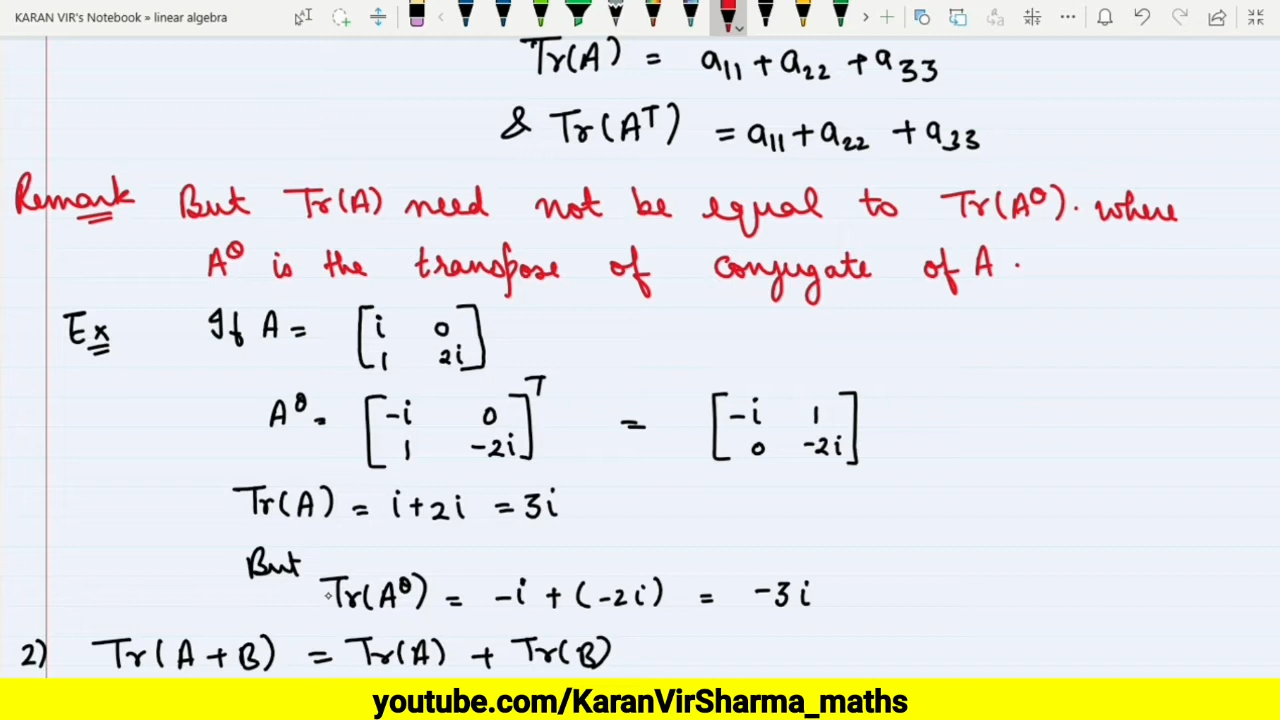 KARAN VIR's Notebook » linear algebra
Tr(A) = a₁₁ + a₂₂ + a₃₃
& Tr(Aᵀ) = a₁₁ + a₂₂ + a₃₃
Remark But Tr(A) need not be equal to Tr(A^θ). where
A^θ is the transpose of conjugate of A.
Ex If A = [i 0
1 2i]
A^θ = [-i 0 = [-i 1
1 -2i]ᵀ 0 -2i]
Tr(A) = i + 2i = 3i
But
Tr(A^θ) = -i + (-2i) = -3i
2) Tr(A+B) = Tr(A) + Tr(B)
youtube.com/KaranVirSharma_maths